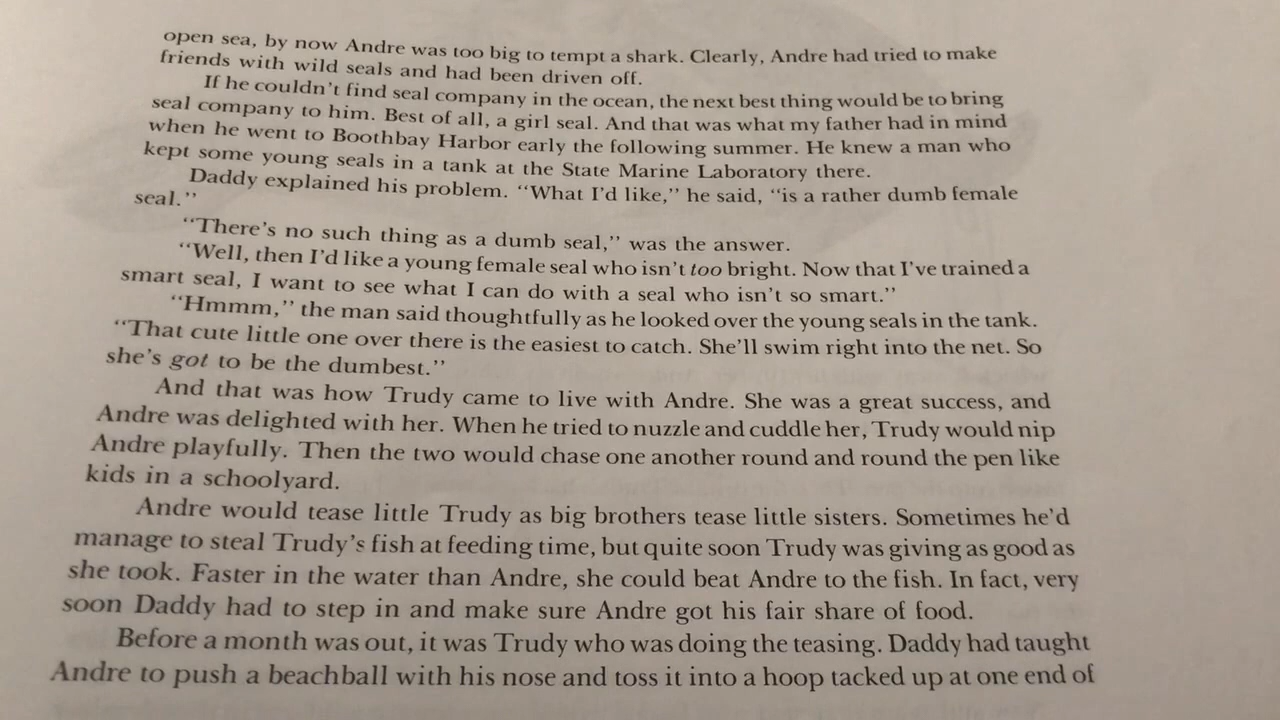 open sea, by now Andre was too big to tempt a shark. Clearly, Andre had tried to make
friends with wild seals and had been driven off.
If he couldn't find seal company in the ocean, the next best thing would be to bring
seal company to him. Best of all, a girl seal. And that was what my father had in mind
when he went to Boothbay Harbor early the following summer. He knew a man who
kept some young seals in a tank at the State Marine Laboratory there.
Daddy explained his problem. "What I'd like," he said, "is a rather dumb female
seal."
"There's no such thing as a dumb seal," was the answer.
"Well, then I'd like a young female seal who isn't too bright. Now that I've trained a
smart seal, I want to see what I can do with a seal who isn't so smart."
"Hmmm," the man said thoughtfully as he looked over the young seals in the tank.
"That cute little one over there is the easiest to catch. She'll swim right into the net. So
she's got to be the dumbest."
And that was how Trudy came to live with Andre. She was a great success, and
Andre was delighted with her. When he tried to nuzzle and cuddle her, Trudy would nip
Andre playfully. Then the two would chase one another round and round the pen like
kids in a schoolyard.
Andre would tease little Trudy as big brothers tease little sisters. Sometimes he'd
manage to steal Trudy's fish at feeding time, but quite soon Trudy was giving as good as
she took. Faster in the water than Andre, she could beat Andre to the fish. In fact, very
soon Daddy had to step in and make sure Andre got his fair share of food.
Before a month was out, it was Trudy who was doing the teasing. Daddy had taught
Andre to push a beachball with his nose and toss it into a hoop tacked up at one end of